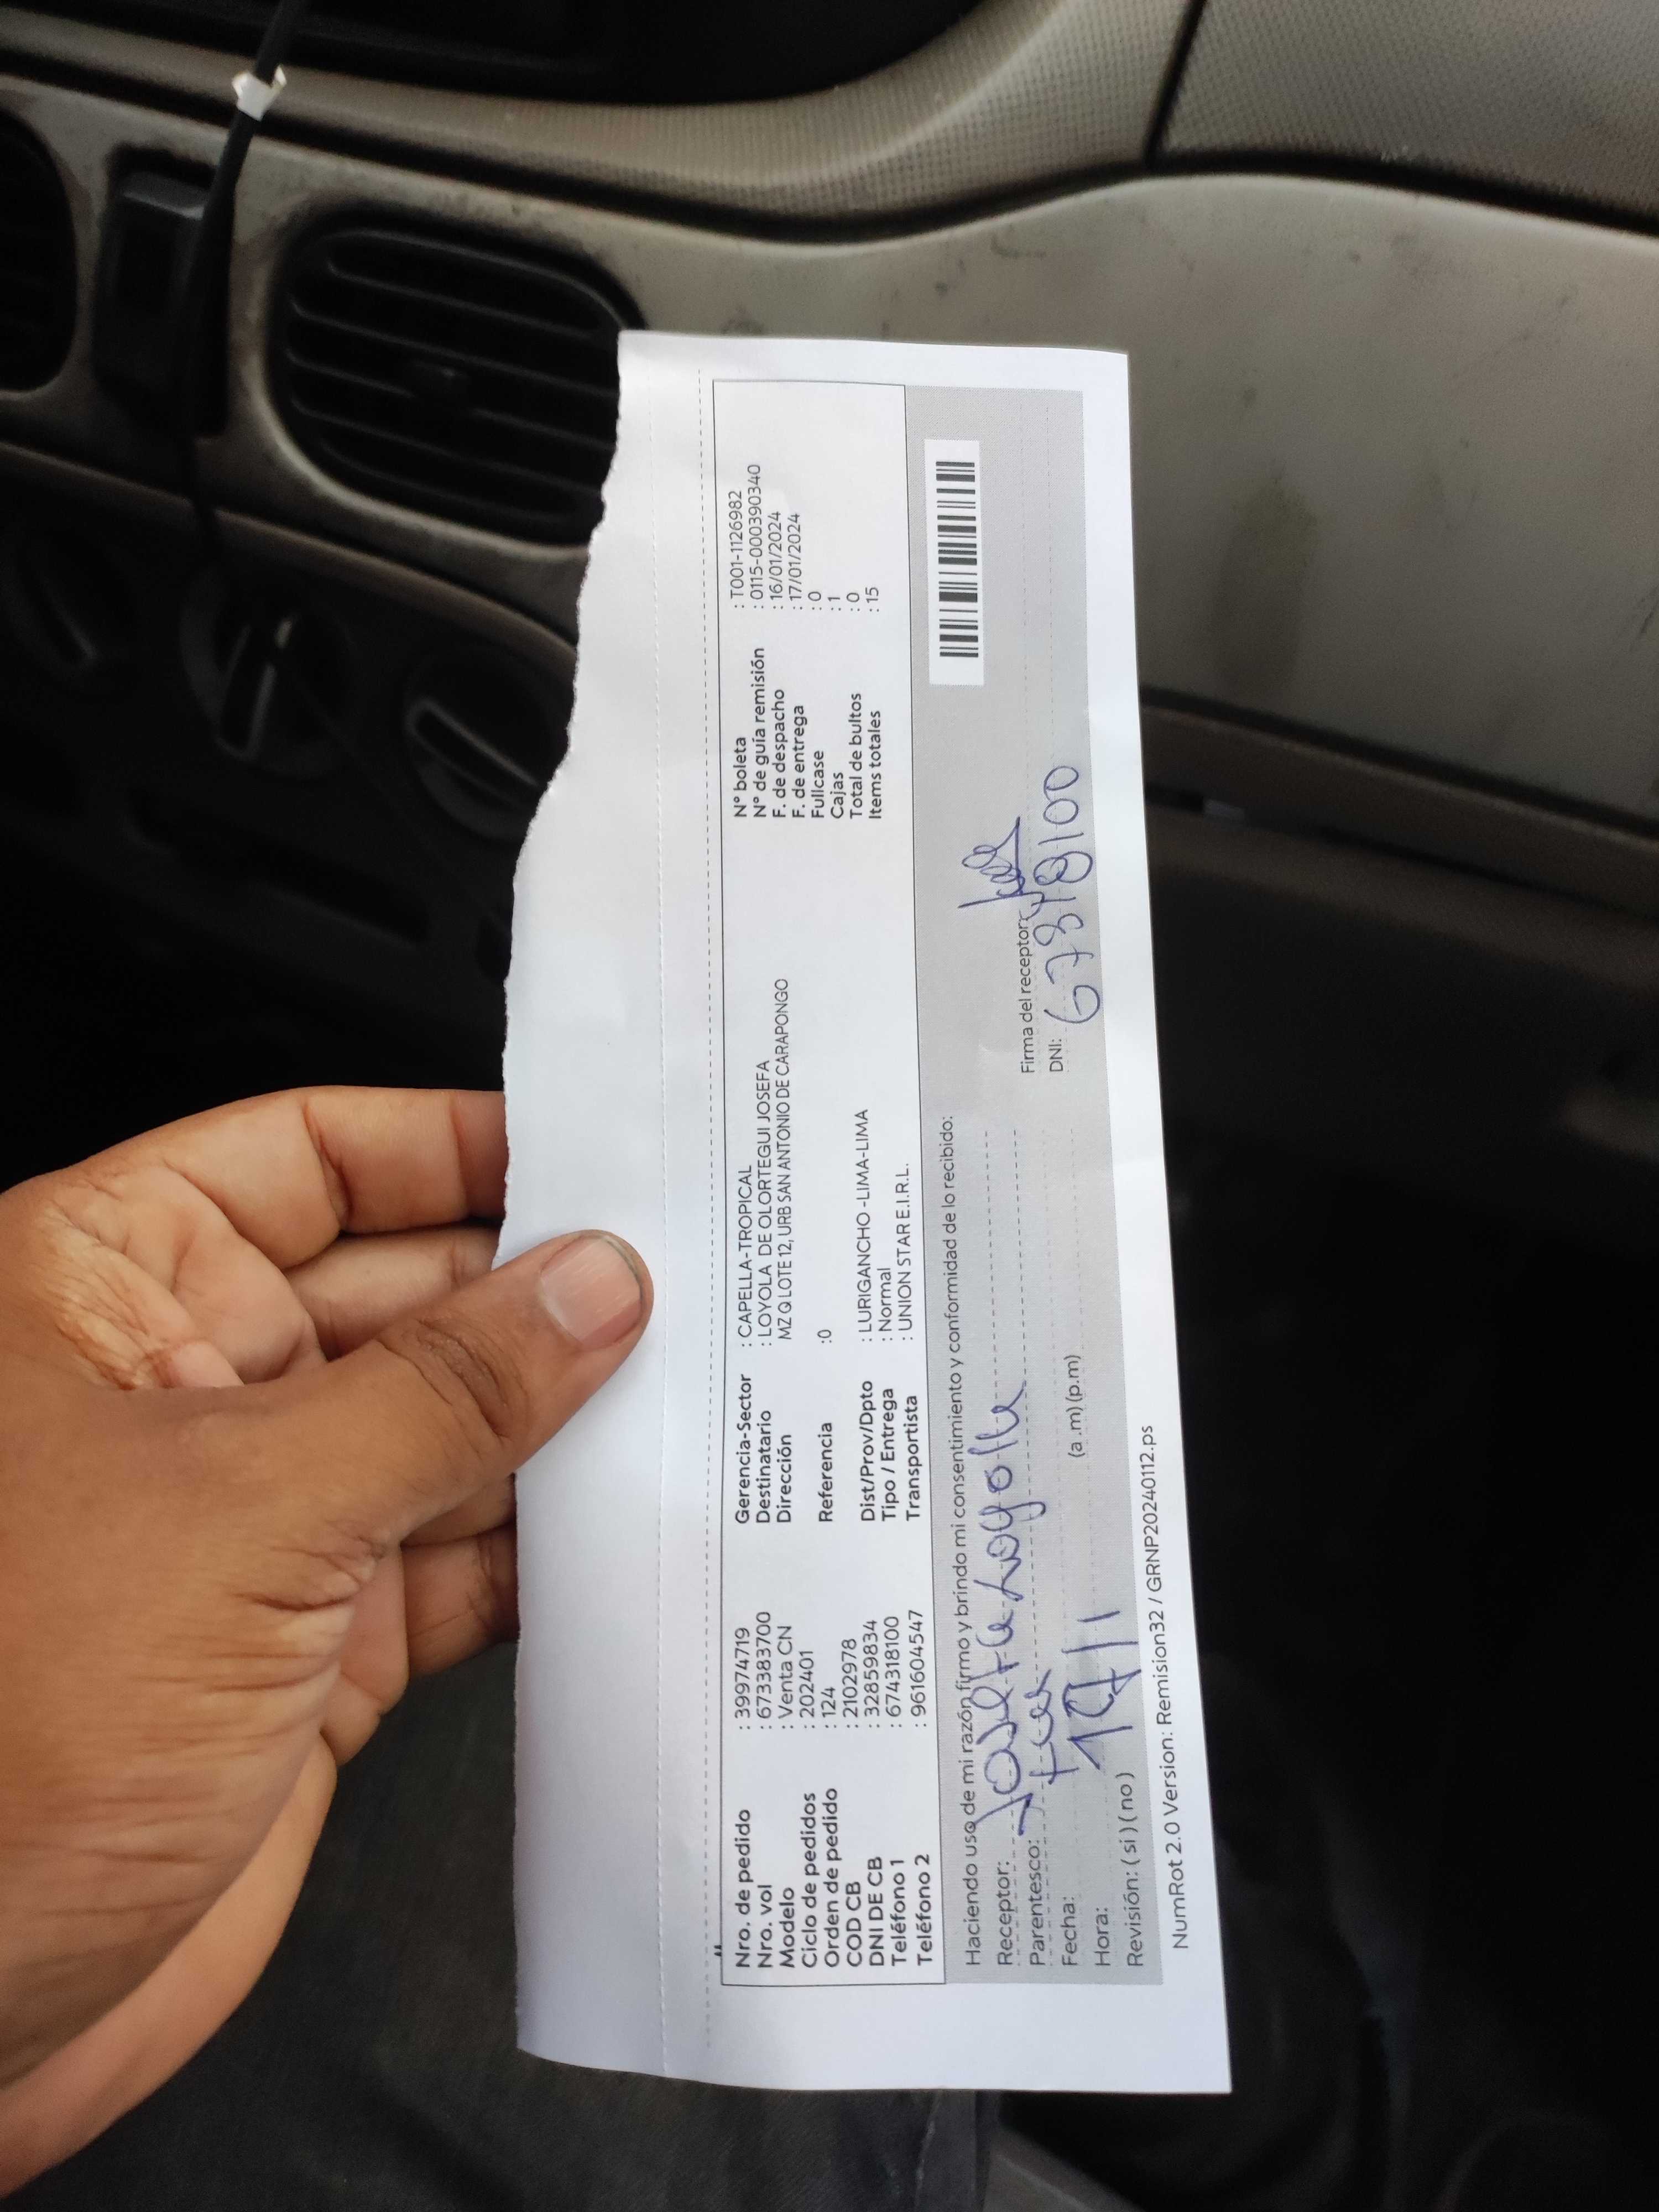 Nro. de pedido : 39974719 Gerencia-Sector : CAPELLA-TROPICAL N° boleta : T001-1126982
Nro. vol : 673383700 Destinatario : LOYOLA DE OLORTEGUI JOSEFA N° de guía remisión : 0115-000390340
Modelo : Venta CN Dirección MZ Q LOTE 12, URB SAN ANTONIO DE CARAPONGO F. de despacho : 16/01/2024
Ciclo de pedidos : 202401 F. de entrega : 17/01/2024
Orden de pedido : 124 Referencia :0 Fullcase : 0
COD CB : 2102978 Cajas : 1
DNI DE CB : 32859834 Dist/Prov/Dpto : LURIGANCHO -LIMA-LIMA Total de bultos : 0
Teléfono 1 : 674318100 Tipo / Entrega : Normal Items totales : 15
Teléfono 2 : 961604547 Transportista : UNION STAR E.I.R.L.
Haciendo uso de mi razón firmo y brindo mi consentimiento y conformidad de lo recibido:
Receptor:
Parentesco: Firma del receptor:
Fecha: DNI:
Hora: (a .m) (p.m)
Revisión: ( si ) ( no )
NumRot 2.0 Version: Remision32 / GRNP20240112.ps